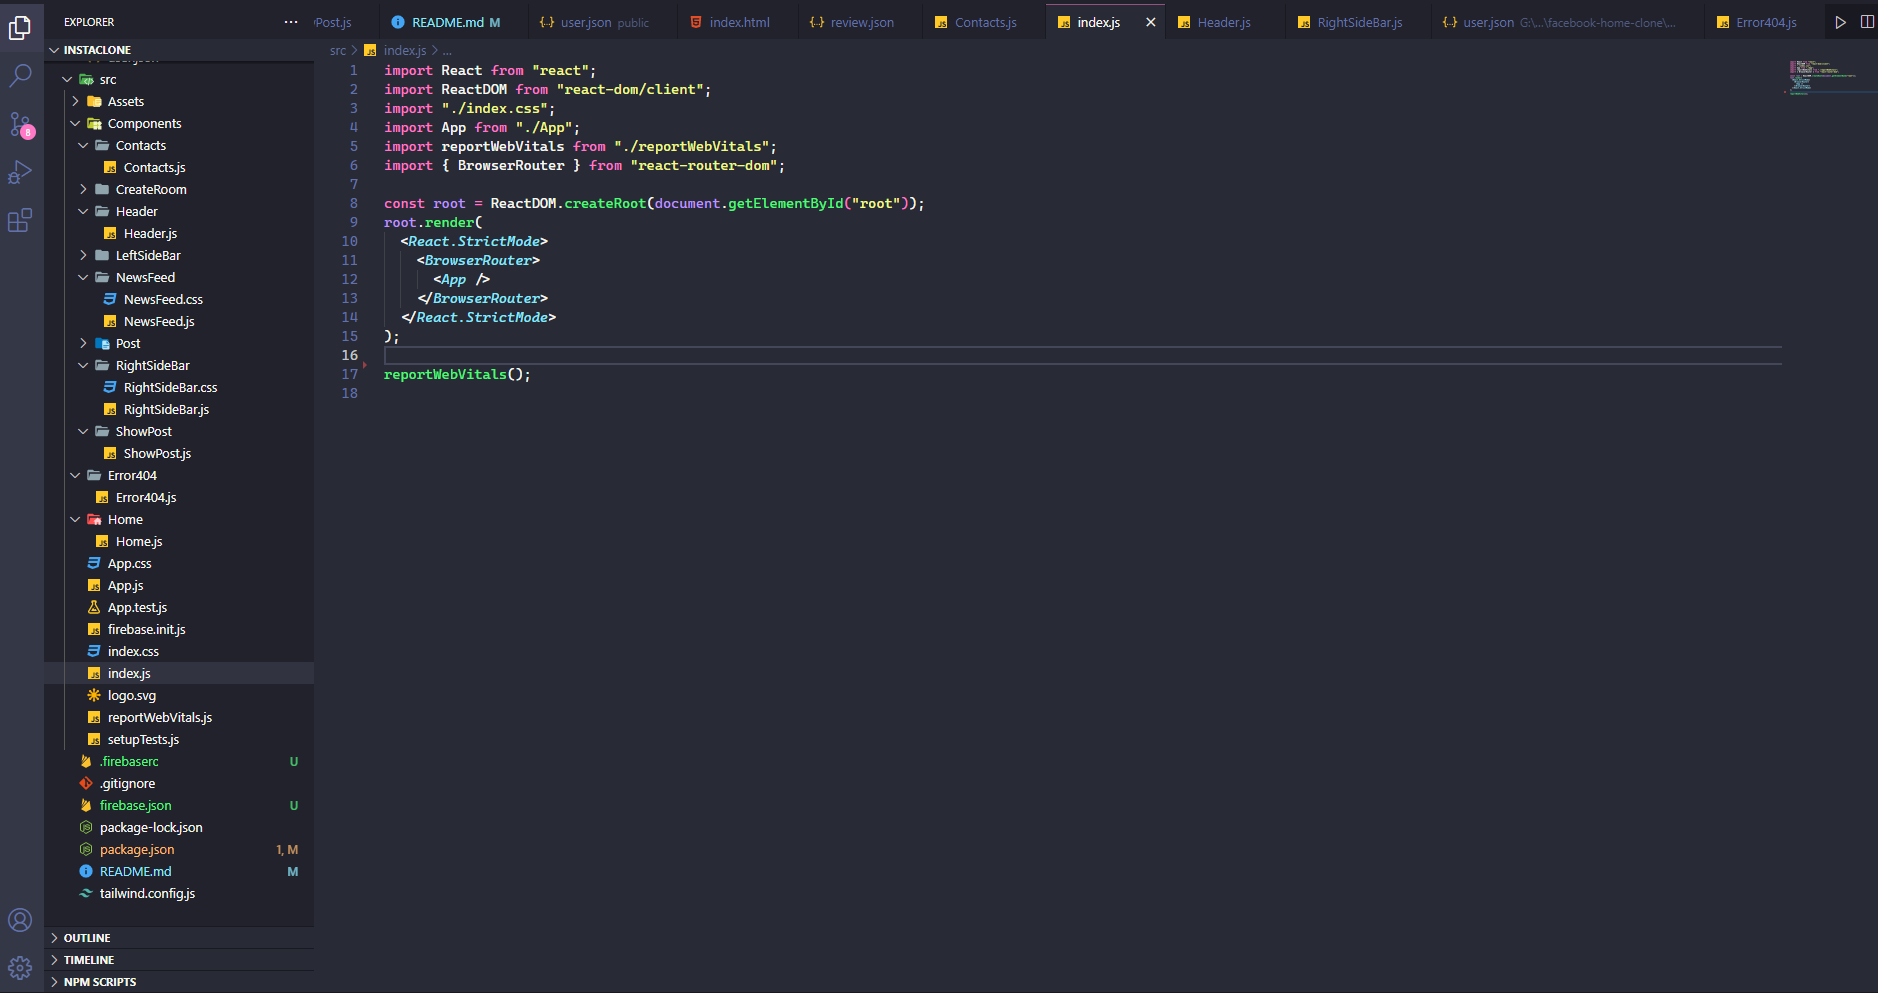 EXPLORER
INSTACLONE
src
Assets
Components
Contacts
Contacts.js
CreateRoom
Header
Header.js
LeftSideBar
NewsFeed
NewsFeed.css
NewsFeed.js
Post
RightSideBar
RightSideBar.css
RightSideBar.js
ShowPost
ShowPost.js
Error404
Error404.js
Home
Home.js
App.css
App.js
App.test.js
firebase.init.js
index.css
index.js
logo.svg
reportWebVitals.js
setupTests.js
.firebaserc U
.gitignore
firebase.json U
package-lock.json
package.json 1, M
README.md M
tailwind.config.js
OUTLINE
TIMELINE
NPM SCRIPTS
8
Post.js README.md M user.json public index.html review.json Contacts.js index.js Header.js RightSideBar.js user.json G:\...\facebook-home-clone\... Error404.js
src > index.js > ...
1 import React from "react";
2 import ReactDOM from "react-dom/client";
3 import "./index.css";
4 import App from "./App";
5 import reportWebVitals from "./reportWebVitals";
6 import { BrowserRouter } from "react-router-dom";
7
8 const root = ReactDOM.createRoot(document.getElementById("root"));
9 root.render(
10 <React.StrictMode>
11 <BrowserRouter>
12 <App />
13 </BrowserRouter>
14 </React.StrictMode>
15 );
16
17 reportWebVitals();
18